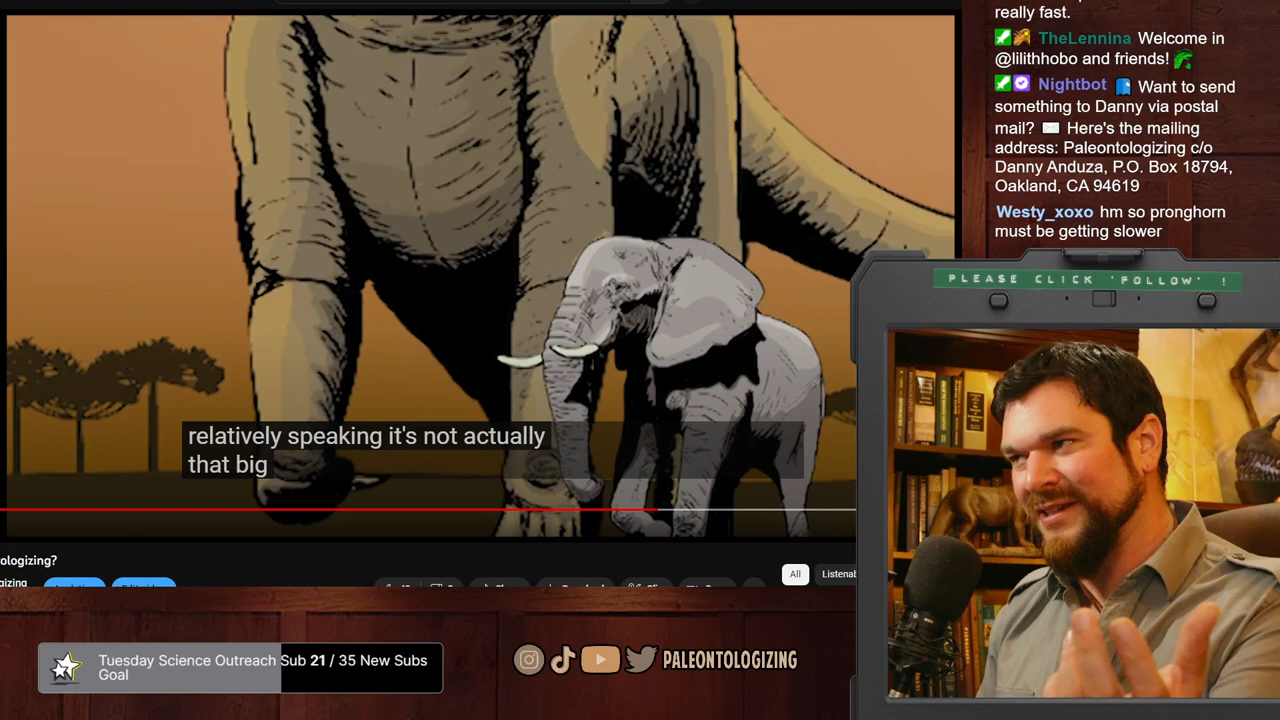 really fast.
TheLennina Welcome in
@lilithhobo and friends!
Nightbot Want to send
something to Danny via postal
mail? Here's the mailing
address: Paleontologizing c/o
Danny Anduza, P.O. Box 18794,
Oakland, CA 94619
Westy_xoxo hm so pronghorn
must be getting slower
PLEASE CLICK 'FOLLOW' !
relatively speaking it's not actually
that big
ologizing?
gizing
All
Listenab
Tuesday Science Outreach Sub 21 / 35 New Subs
Goal
PALEONTOLOGIZING